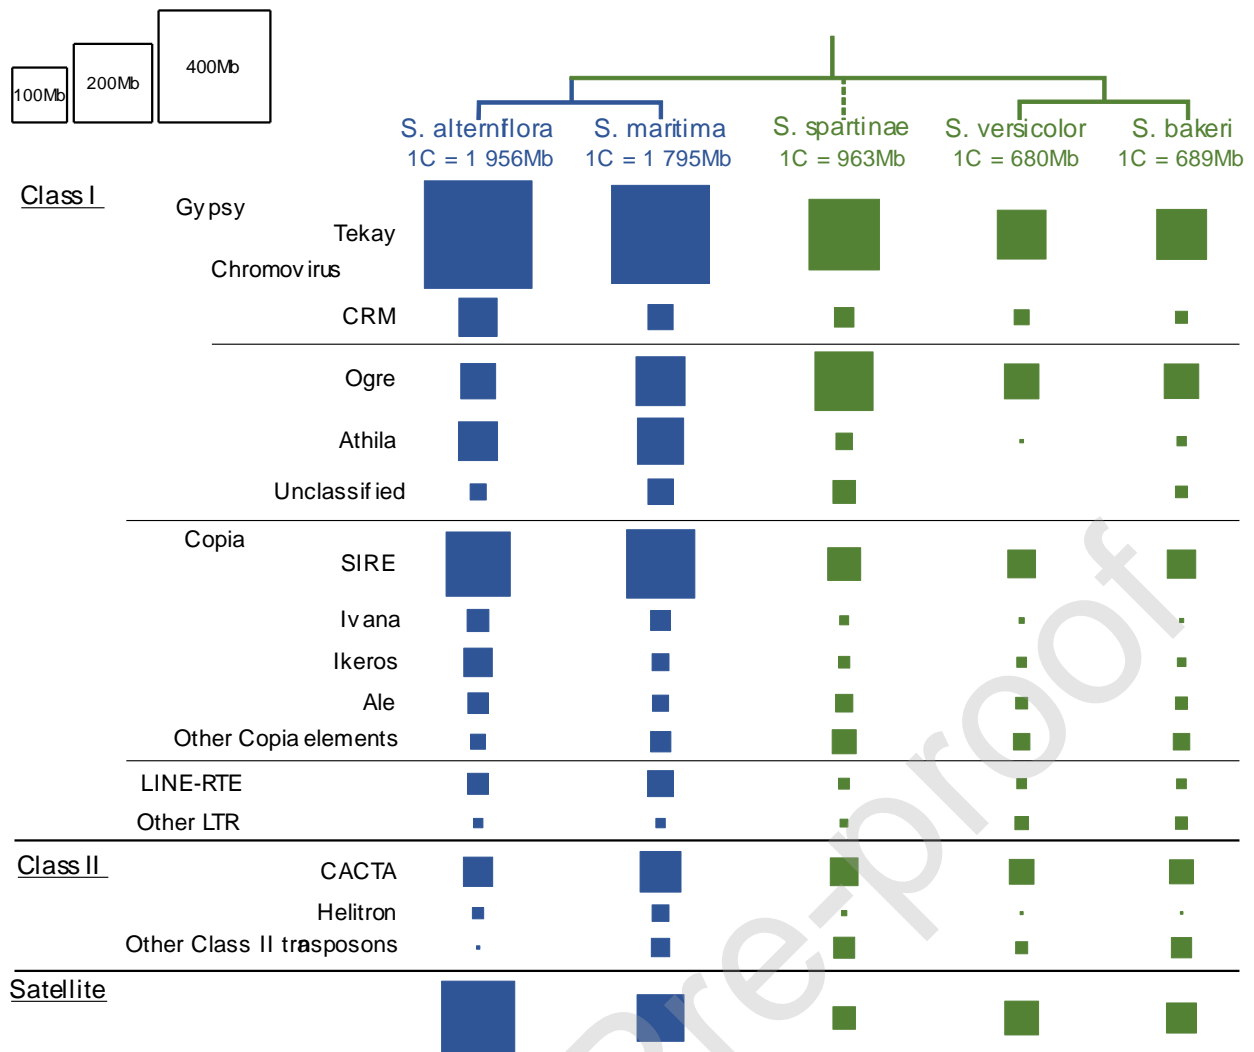 100Mb 200Mb 400Mb
S. alterniflora S. maritima S. spartinae S. versicolor S. bakeri
1C = 1 956Mb 1C = 1 795Mb 1C = 963Mb 1C = 680Mb 1C = 689Mb
Class I
Gypsy
Tekay
Chromovirus
CRM
Ogre
Athila
Unclassified
Copia
SIRE
Ivana
Ikeros
Ale
Other Copia elements
LINE-RTE
Other LTR
Class II
CACTA
Helitron
Other Class II trasposons
Satellite
Pre-proof